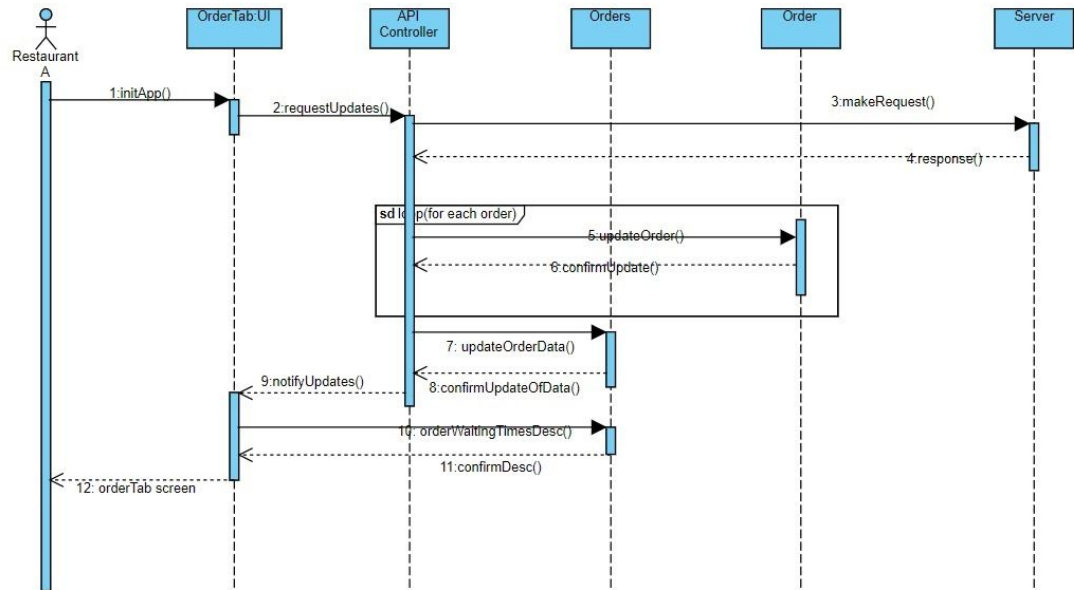 OrderTab:UI
API
Controller
Orders
Order
Server
Restaurant
A
1:initApp()
2:requestUpdates()
3:makeRequest()
4:response()
sd loop(for each order)
5:updateOrder()
6:confirmUpdate()
7: updateOrderData()
8:confirmUpdateOfData()
9:notifyUpdates()
10: orderWaitingTimesDesc()
11:confirmDesc()
12: orderTab screen